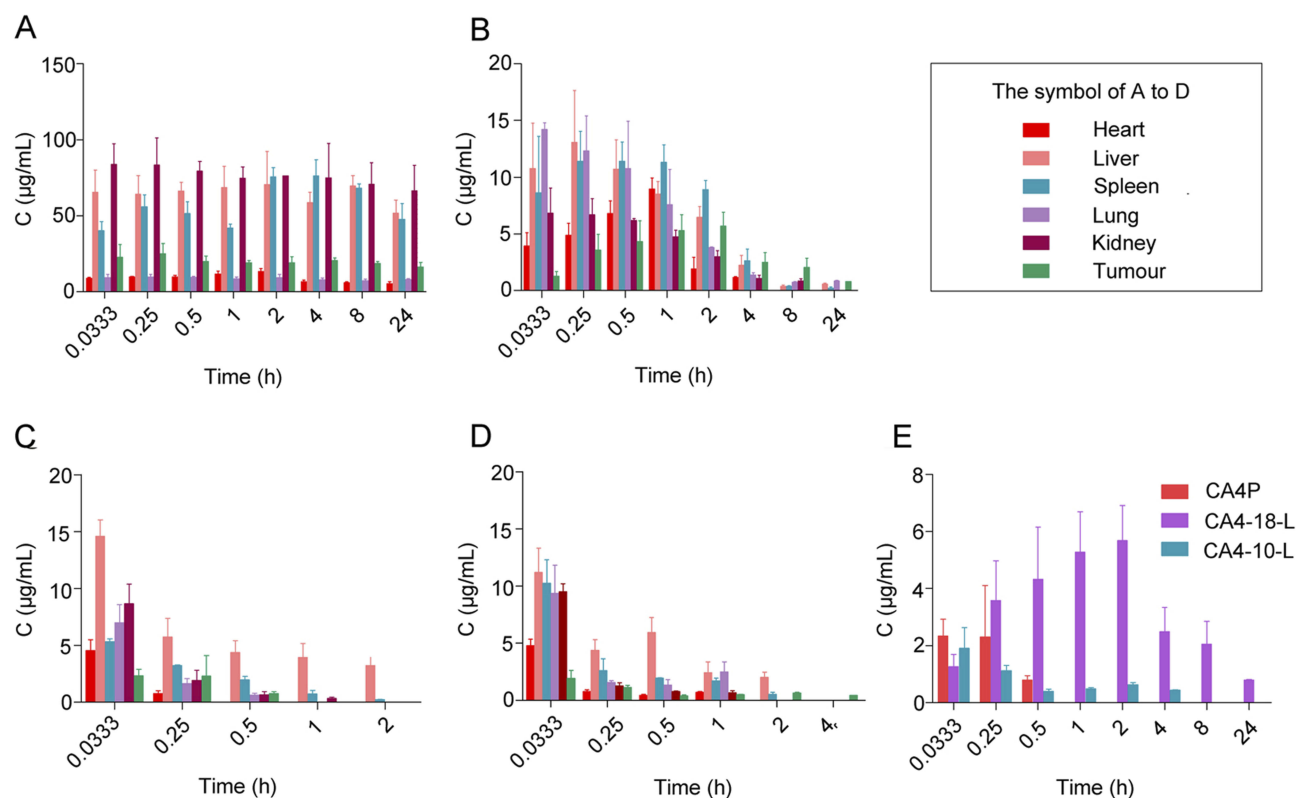 A
C (µg/mL)
150
100
50
0
0.0333
0.25
0.5
1
2
4
8
24
Time (h)
B
C (µg/mL)
20
15
10
5
0
0.0333
0.25
0.5
1
2
4
8
24
Time (h)
The symbol of A to D
Heart
Liver
Spleen
Lung
Kidney
Tumour
C
C (µg/mL)
20
15
10
5
0
0.0333
0.25
0.5
1
2
Time (h)
D
C (µg/mL)
20
15
10
5
0
0.0333
0.25
0.5
1
2
4
Time (h)
E
C (µg/mL)
8
6
4
2
0
0.0333
0.25
0.5
1
2
4
8
24
Time (h)
CA4P
CA4-18-L
CA4-10-L